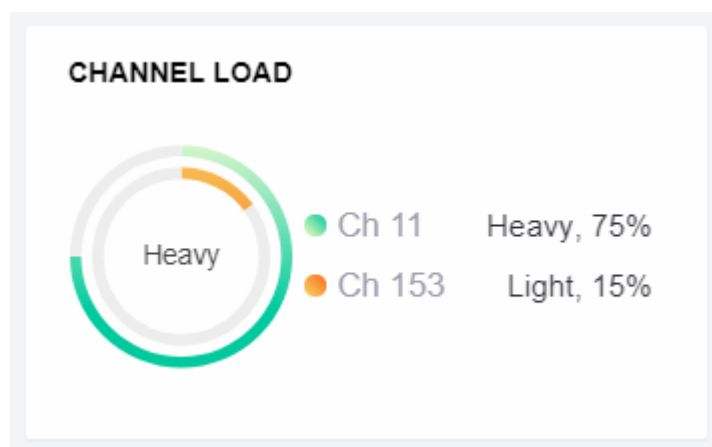 CHANNEL LOAD
Heavy
Ch 11 Heavy, 75%
Ch 153 Light, 15%